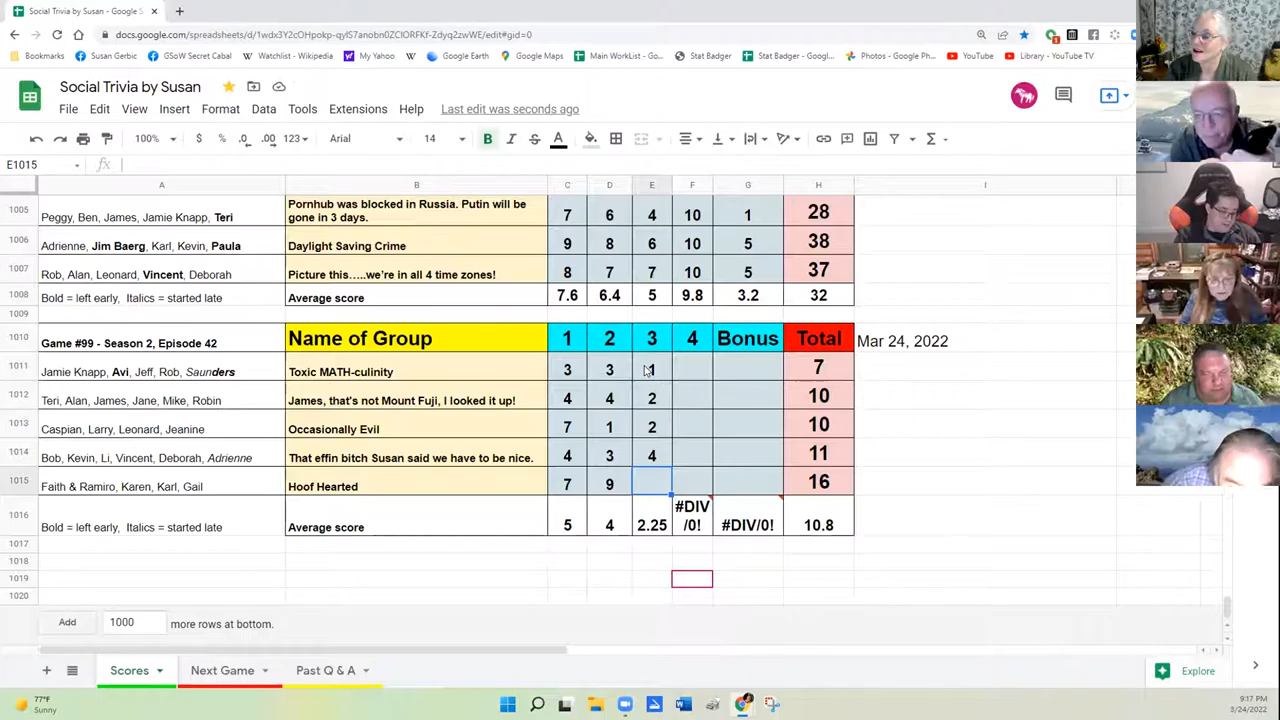 Social Trivia by Susan - Google S
docs.google.com/spreadsheets/d/1wdx3Y2cOHpokp-qyIS7anobn0ZCIORFKf-Zdyq2zwWE/edit#gid=0
Bookmarks Susan Gerbic GSoW Secret Cabal Watchlist - Wikipedia My Yahoo Google Earth Google Maps Main WorkList - Go... Stat Badger Stat Badger - Googl... Photos - Google Ph... YouTube Library - YouTube TV
Social Trivia by Susan
File Edit View Insert Format Data Tools Extensions Help Last edit was seconds ago
100% $ % .0 .00 123 Arial 14 B I S A
E1015 fx
A B C D E F G H I
1005 Peggy, Ben, James, Jamie Knapp, Teri Pornhub was blocked in Russia. Putin will be gone in 3 days. 7 6 4 10 1 28
1006 Adrienne, Jim Baerg, Karl, Kevin, Paula Daylight Saving Crime 9 8 6 10 5 38
1007 Rob, Alan, Leonard, Vincent, Deborah Picture this.....we're in all 4 time zones! 8 7 7 10 5 37
1008 Bold = left early, Italics = started late Average score 7.6 6.4 5 9.8 3.2 32
1009
1010 Game #99 - Season 2, Episode 42 Name of Group 1 2 3 4 Bonus Total Mar 24, 2022
1011 Jamie Knapp, Avi, Jeff, Rob, Saunders Toxic MATH-culinity 3 3 1 7
1012 Teri, Alan, James, Jane, Mike, Robin James, that's not Mount Fuji, I looked it up! 4 4 2 10
1013 Caspian, Larry, Leonard, Jeanine Occasionally Evil 7 1 2 10
1014 Bob, Kevin, Li, Vincent, Deborah, Adrienne That effin bitch Susan said we have to be nice. 4 3 4 11
1015 Faith & Ramiro, Karen, Karl, Gail Hoof Hearted 7 9 16
1016 Bold = left early, Italics = started late Average score 5 4 2.25 #DIV/0! #DIV/0! 10.8
1017
1018
1019
1020
Add 1000 more rows at bottom.
Scores Next Game Past Q & A Explore
77°F
Sunny
9:17 PM
3/24/2022